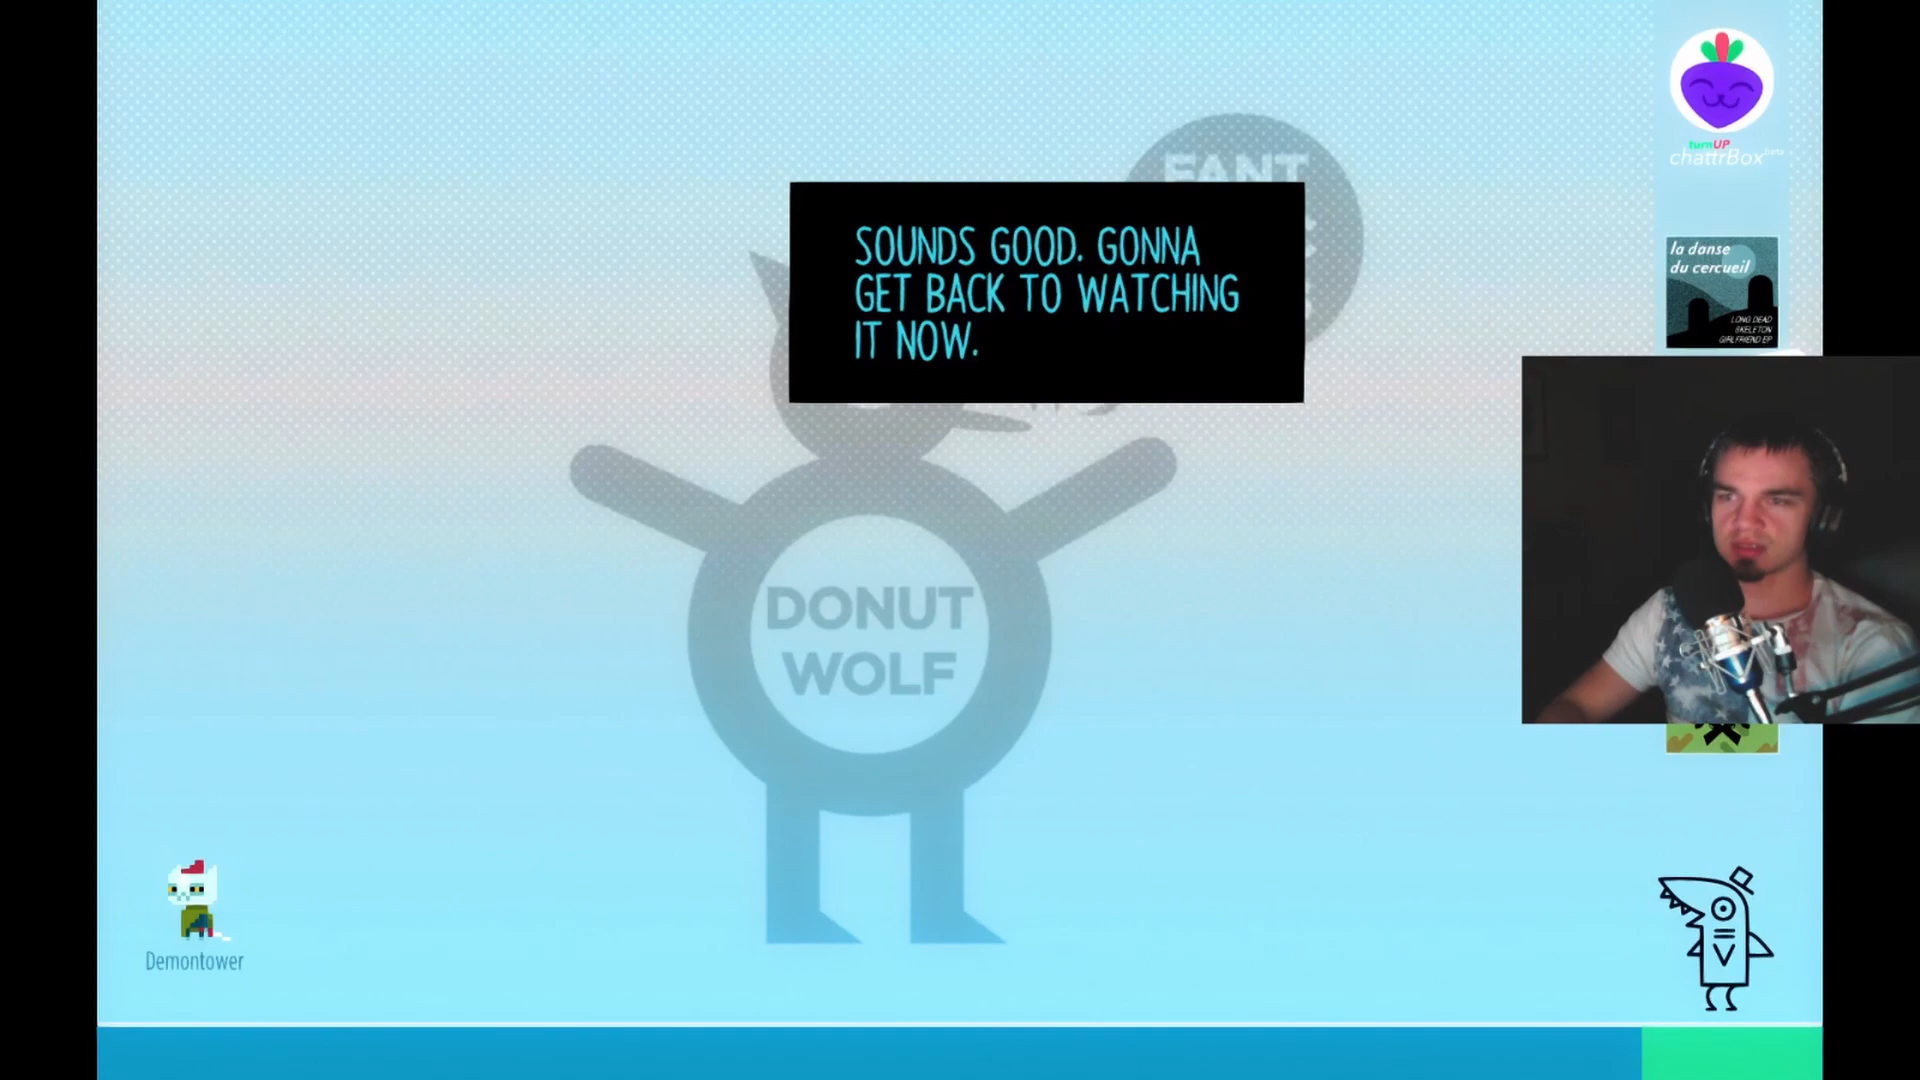 turnUP
chattrBox beta
FANT
SOUNDS GOOD. GONNA
GET BACK TO WATCHING
IT NOW.
la danse
du cercueil
LONG DEAD
SKELETON
GIRLFRIEND EP
DONUT
WOLF
Demontower